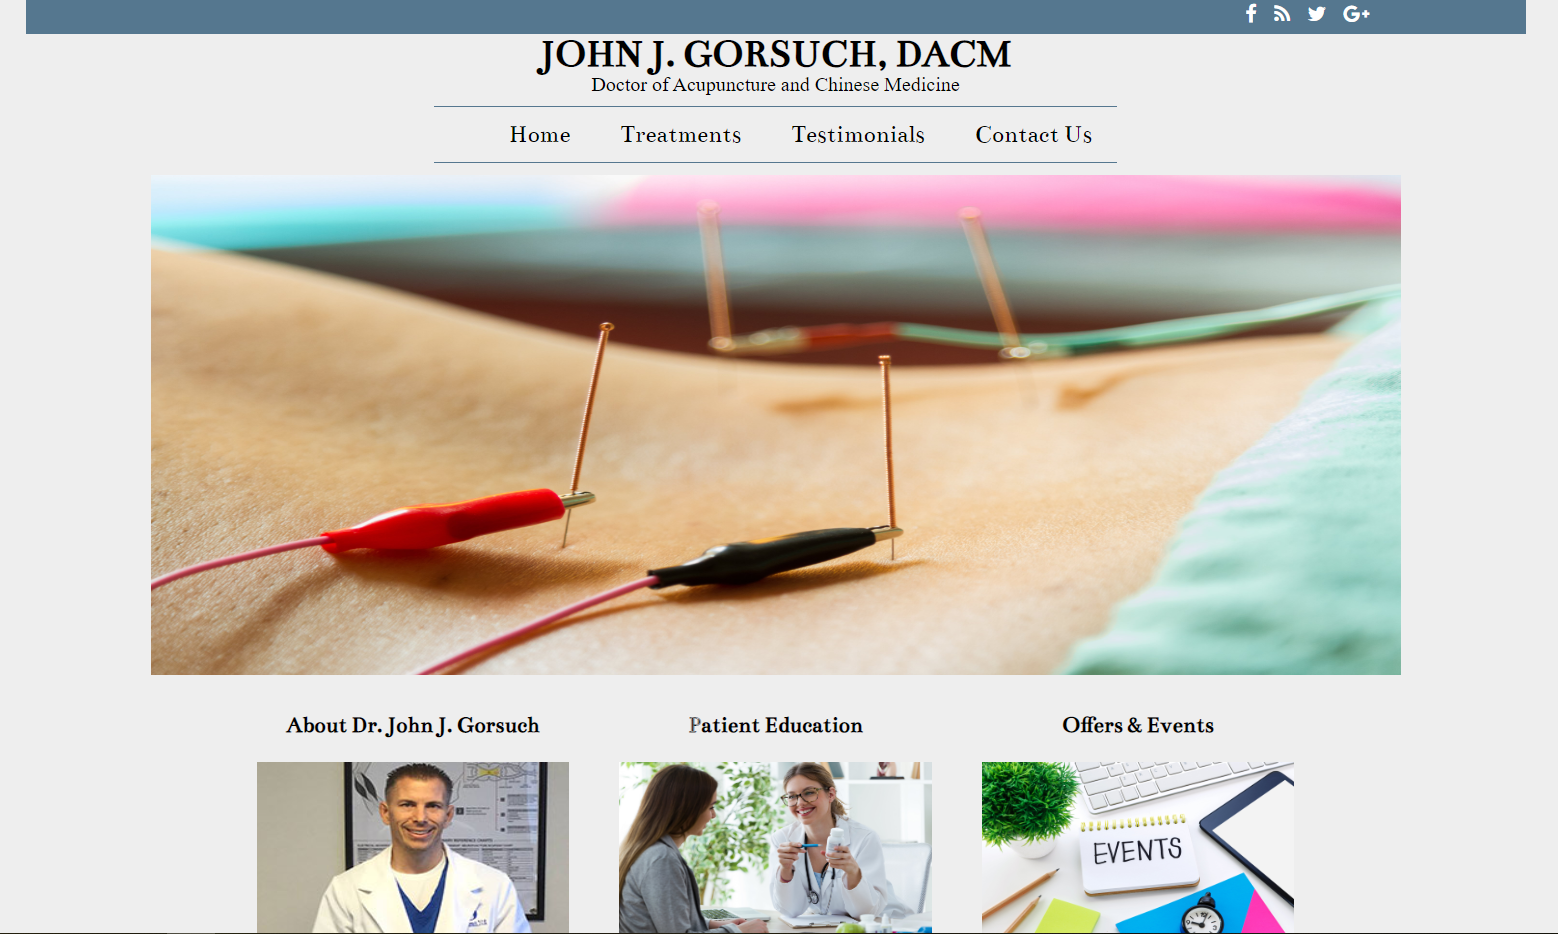 JOHN J. GORSUCH, DACM
Doctor of Acupuncture and Chinese Medicine
Home Treatments Testimonials Contact Us
About Dr. John J. Gorsuch
Patient Education
Offers & Events
EVENTS